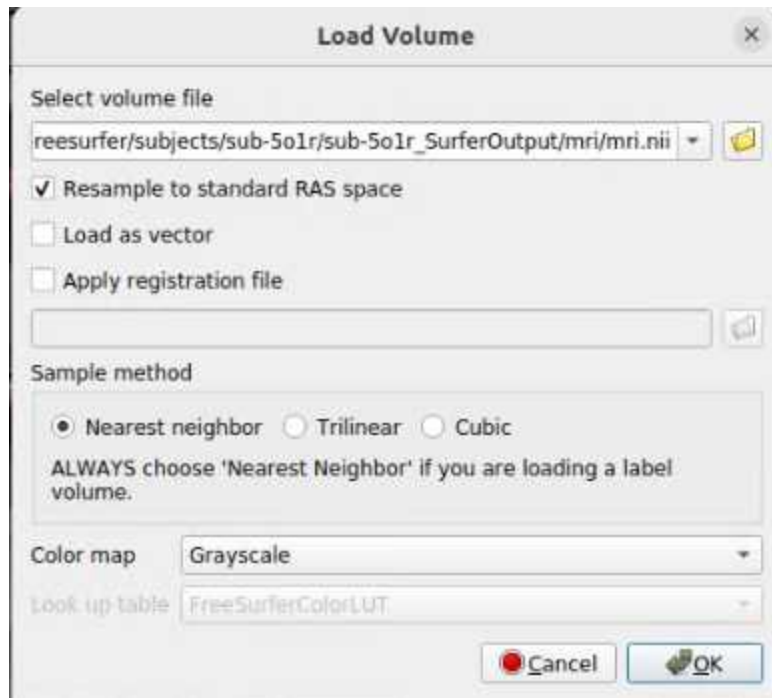 Load Volume
Select volume file
reesurfer/subjects/sub-5o1r/sub-5o1r_SurferOutput/mri/mri.nii
Resample to standard RAS space
Load as vector
Apply registration file
Sample method
Nearest neighbor Trilinear Cubic
ALWAYS choose 'Nearest Neighbor' if you are loading a label
volume.
Color map Grayscale
Look up table FreeSurferColorLUT
Cancel OK